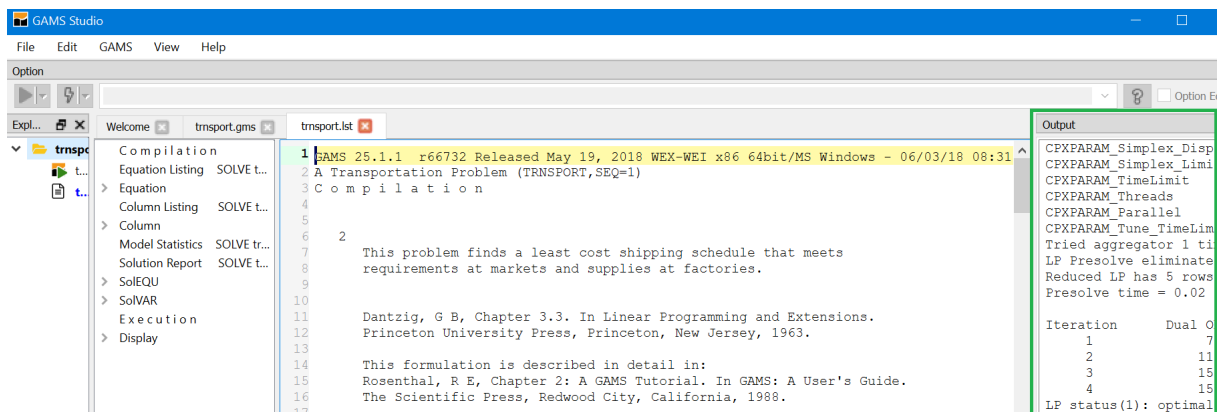 GAMS Studio
File Edit GAMS View Help
Option
Option E
Expl...
Welcome trnsport.gms trnsport.lst
trnspo
t...
t...
C o m p i l a t i o n
Equation Listing SOLVE t...
Equation
Column Listing SOLVE t...
Column
Model Statistics SOLVE tr...
Solution Report SOLVE t...
SolEQU
SolVAR
E x e c u t i o n
Display
1 GAMS 25.1.1 r66732 Released May 19, 2018 WEX-WEI x86 64bit/MS Windows - 06/03/18 08:31
2 A Transportation Problem (TRNSPORT,SEQ=1)
3 C o m p i l a t i o n
4
5
6 2
7 This problem finds a least cost shipping schedule that meets
8 requirements at markets and supplies at factories.
9
10
11 Dantzig, G B, Chapter 3.3. In Linear Programming and Extensions.
12 Princeton University Press, Princeton, New Jersey, 1963.
13
14 This formulation is described in detail in:
15 Rosenthal, R E, Chapter 2: A GAMS Tutorial. In GAMS: A User's Guide.
16 The Scientific Press, Redwood City, California, 1988.
Output
CPXPARAM_Simplex_Disp
CPXPARAM_Simplex_Limi
CPXPARAM_TimeLimit
CPXPARAM_Threads
CPXPARAM_Parallel
CPXPARAM_Tune_TimeLim
Tried aggregator 1 ti
LP Presolve eliminate
Reduced LP has 5 rows
Presolve time = 0.02
Iteration Dual O
1 7
2 11
3 15
4 15
LP status(1): optimal